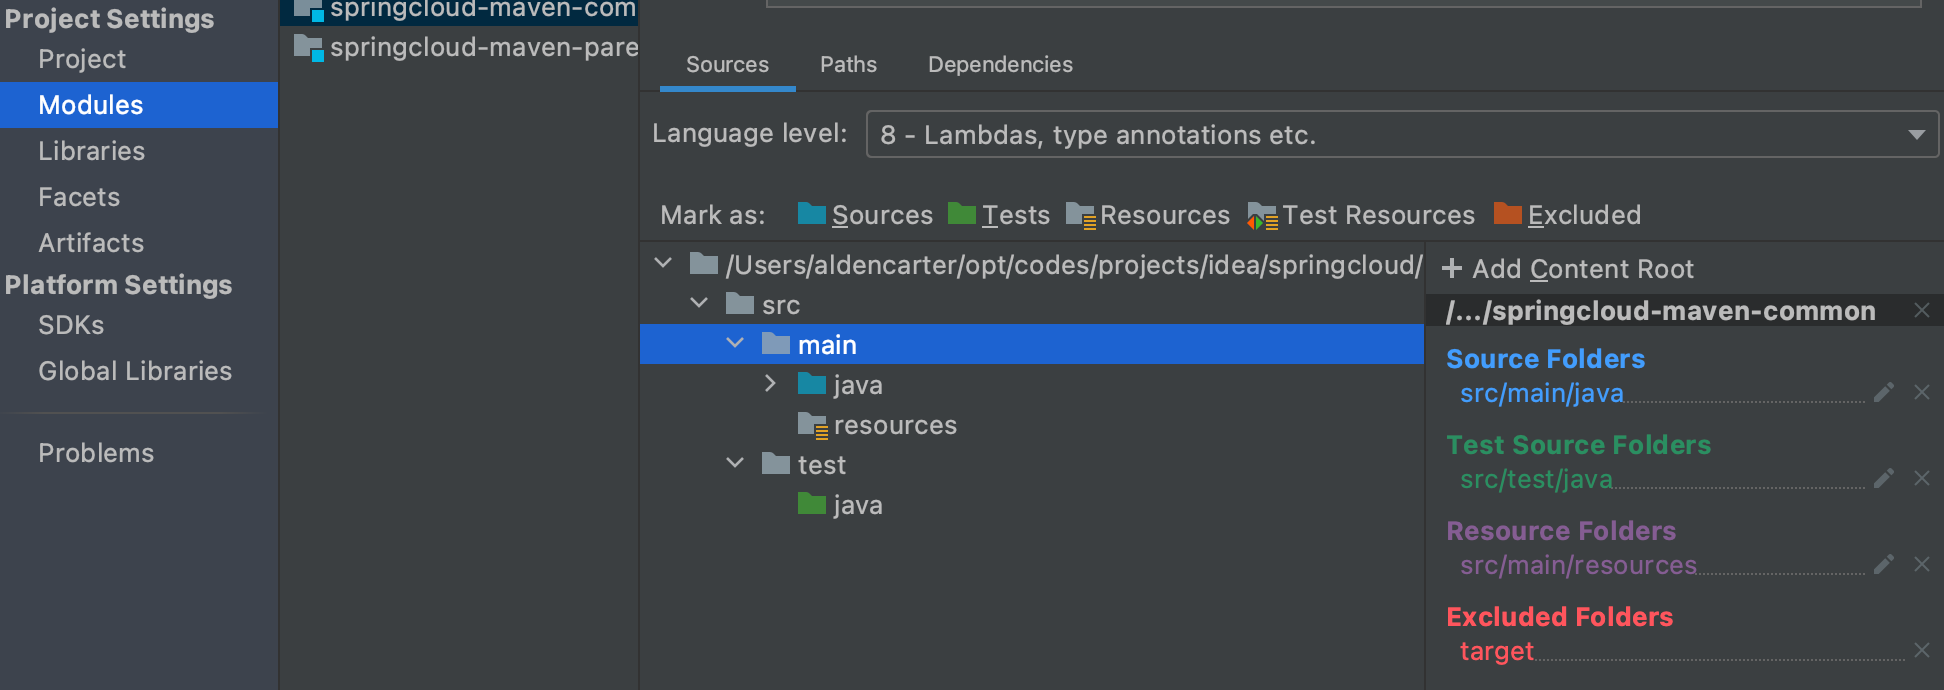 Project Settings
Project
Modules
Libraries
Facets
Artifacts
Platform Settings
SDKs
Global Libraries
Problems
springcloud-maven-com
springcloud-maven-pare
Sources Paths Dependencies
Language level: 8 - Lambdas, type annotations etc.
Mark as: Sources Tests Resources Test Resources Excluded
/Users/aldencarter/opt/codes/projects/idea/springcloud/
src
main
java
resources
test
java
+ Add Content Root
/.../springcloud-maven-common
Source Folders
src/main/java
Test Source Folders
src/test/java
Resource Folders
src/main/resources
Excluded Folders
target